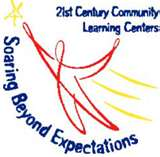 21st Century Community
Learning Centers:
Soaring Beyond Expectations